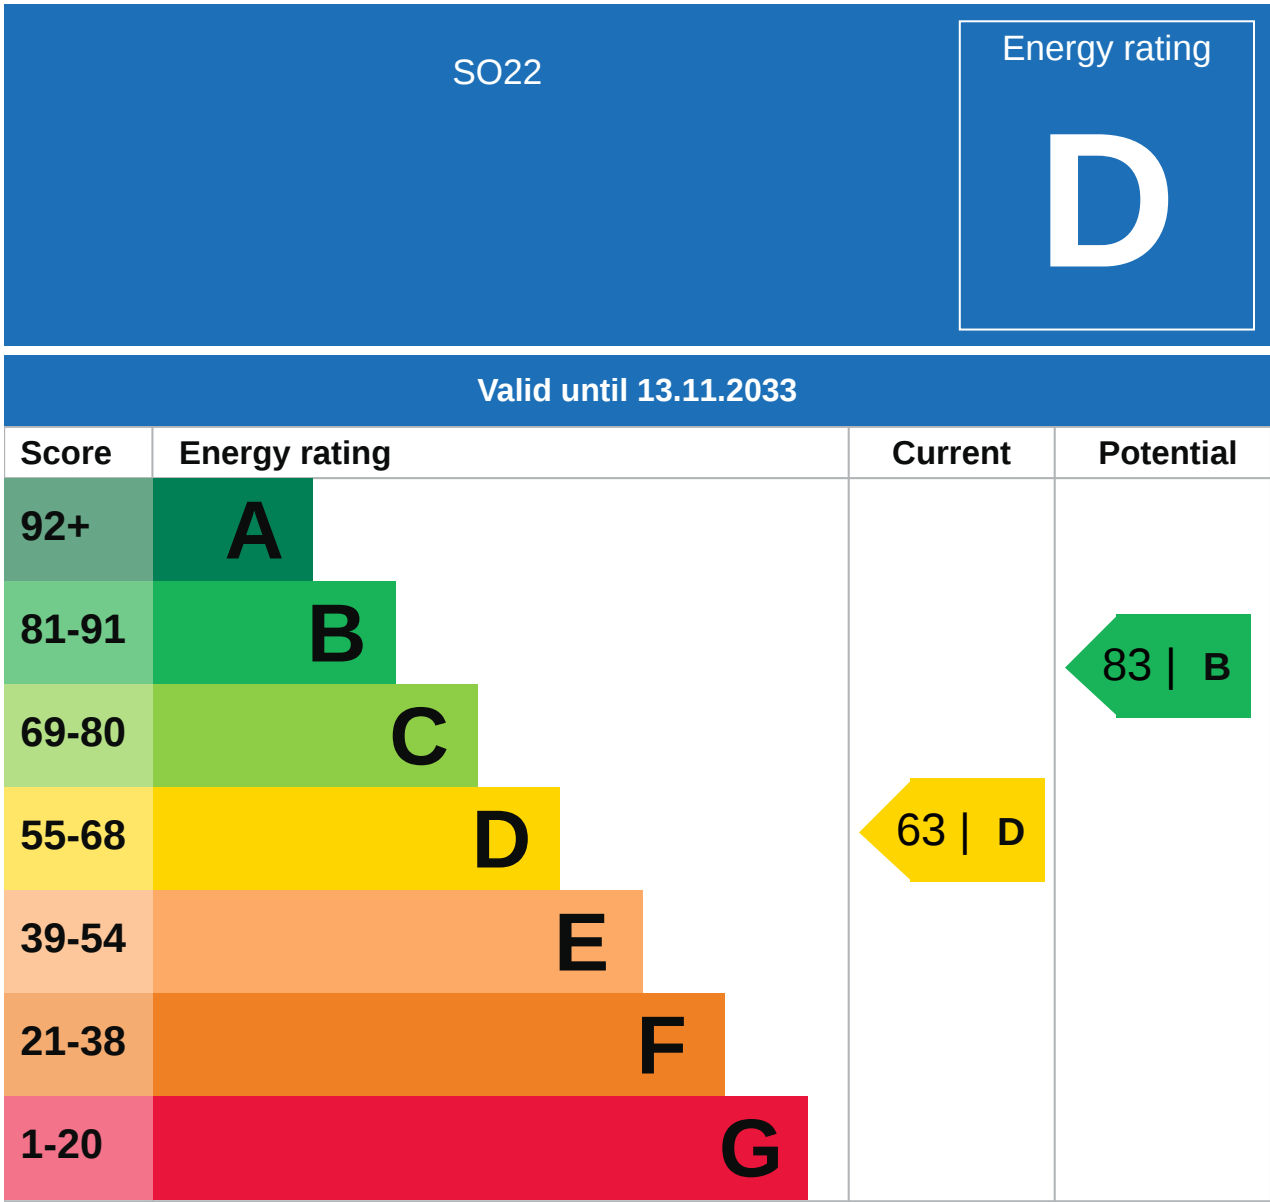 SO22
Energy rating
D
Valid until 13.11.2033
Score Energy rating Current Potential
92+ A
81-91 B
83 | B
69-80 C
55-68 D
63 | D
39-54 E
21-38 F
1-20 G